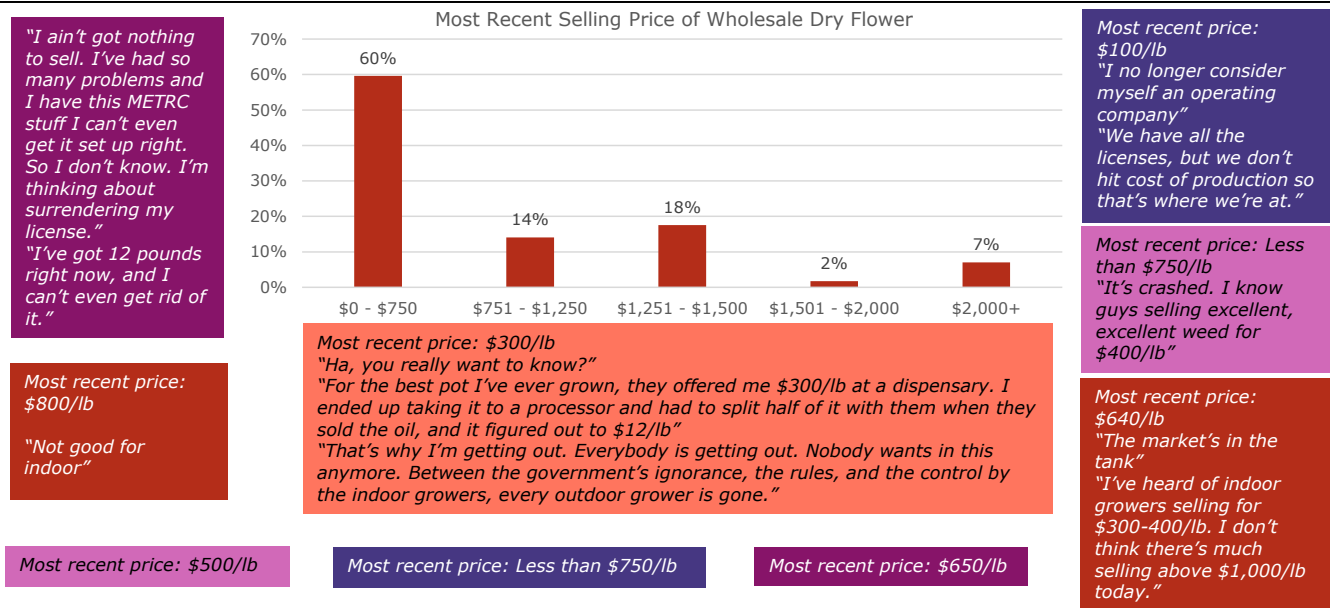 Most Recent Selling Price of Wholesale Dry Flower
“I ain’t got nothing
to sell. I’ve had so
many problems and
I have this METRC
stuff I can’t even
get it set up right.
So I don’t know. I’m
thinking about
surrendering my
license.”
“I’ve got 12 pounds
right now, and I
can’t even get rid of
it.”
Most recent price:
$800/lb
“Not good for
indoor”
70%
60%
50%
40%
30%
20%
10%
0%
60%
14%
18%
2%
7%
$0 - $750
$751 - $1,250
$1,251 - $1,500
$1,501 - $2,000
$2,000+
Most recent price: $300/lb
“Ha, you really want to know?”
“For the best pot I’ve ever grown, they offered me $300/lb at a dispensary. I
ended up taking it to a processor and had to split half of it with them when they
sold the oil, and it figured out to $12/lb”
“That’s why I’m getting out. Everybody is getting out. Nobody wants in this
anymore. Between the government’s ignorance, the rules, and the control by
the indoor growers, every outdoor grower is gone.”
Most recent price:
$100/lb
“I no longer consider
myself an operating
company”
“We have all the
licenses, but we don’t
hit cost of production so
that’s where we’re at.”
Most recent price: Less
than $750/lb
“It’s crashed. I know
guys selling excellent,
excellent weed for
$400/lb”
Most recent price:
$640/lb
“The market’s in the
tank”
“I’ve heard of indoor
growers selling for
$300-400/lb. I don’t
think there’s much
selling above $1,000/lb
today.”
Most recent price: $500/lb
Most recent price: Less than $750/lb
Most recent price: $650/lb